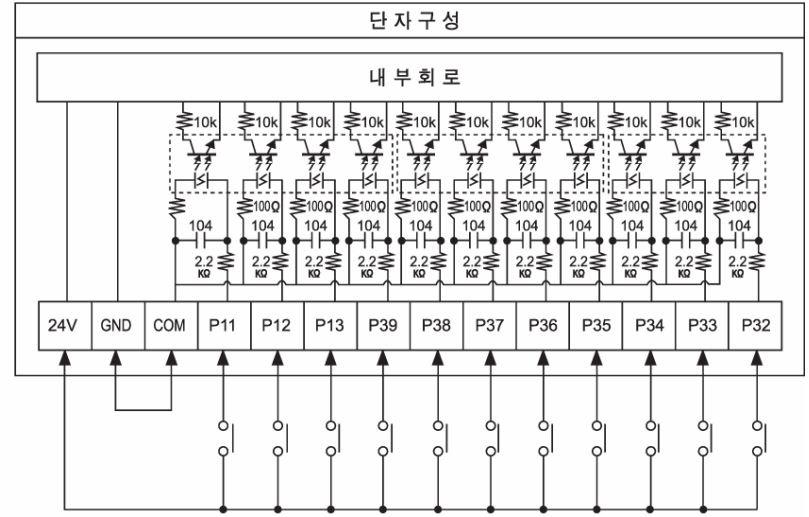 단자구성
내부회로
10k 10k 10k 10k 10k 10k 10k 10k 10k 10k 10k
100Ω 100Ω 100Ω 100Ω 100Ω 100Ω 100Ω 100Ω 100Ω 100Ω
104 104 104 104 104 104 104 104 104 104 104
2.2 2.2 2.2 2.2 2.2 2.2 2.2 2.2 2.2 2.2 2.2
KΩ KΩ KΩ KΩ KΩ KΩ KΩ KΩ KΩ KΩ KΩ
24V GND COM P11 P12 P13 P39 P38 P37 P36 P35 P34 P33 P32